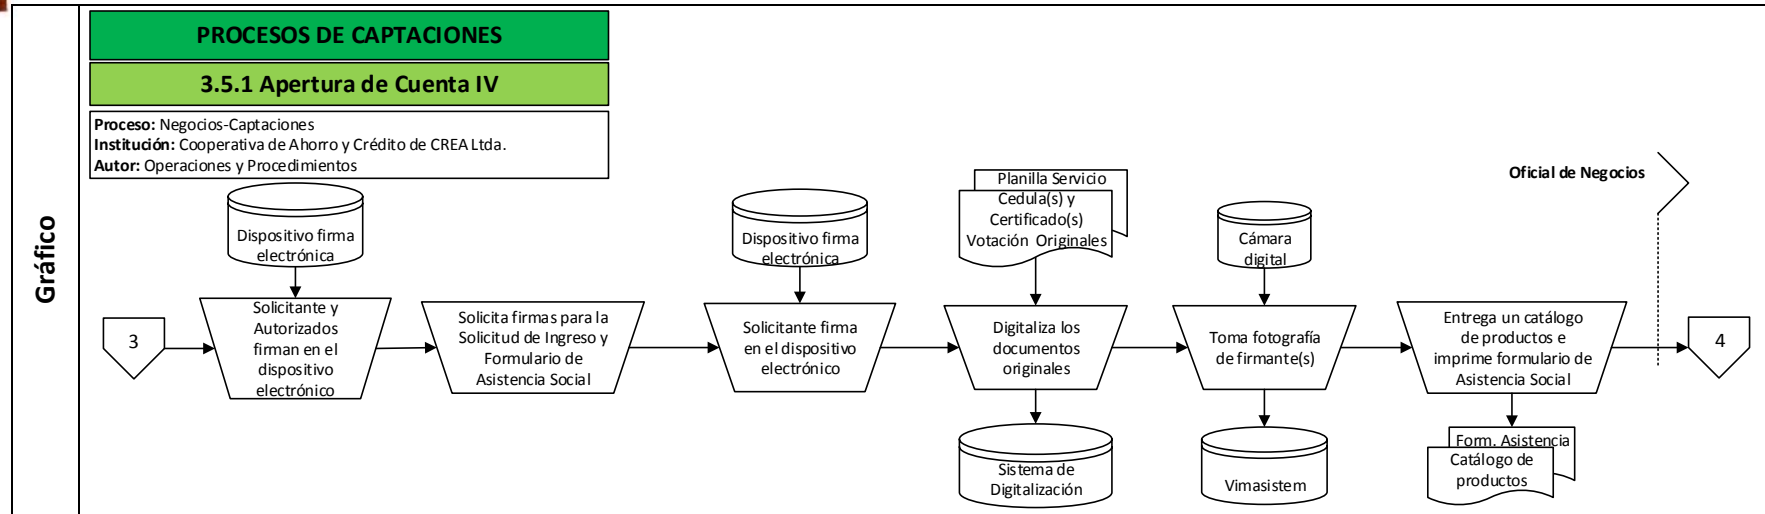 PROCESOS DE CAPTACIONES
3.5.1 Apertura de Cuenta IV
Proceso: Negocios-Captaciones
Institución: Cooperativa de Ahorro y Crédito de CREA Ltda.
Autor: Operaciones y Procedimientos
Gráfico
Oficial de Negocios
Dispositivo firma
electrónica
Dispositivo firma
electrónica
Planilla Servicio
Cedula(s) y
Certificado(s)
Votación Originales
Cámara
digital
3
Solicitante y
Autorizados
firman en el
dispositivo
electrónico
Solicita firmas para la
Solicitud de Ingreso y
Formulario de
Asistencia Social
Solicitante firma
en el dispositivo
electrónico
Digitaliza los
documentos
originales
Toma fotografía
de firmante(s)
Entrega un catálogo
de productos e
imprime formulario de
Asistencia Social
4
Sistema de
Digitalización
Vimasistem
Form. Asistencia
Catálogo de
productos